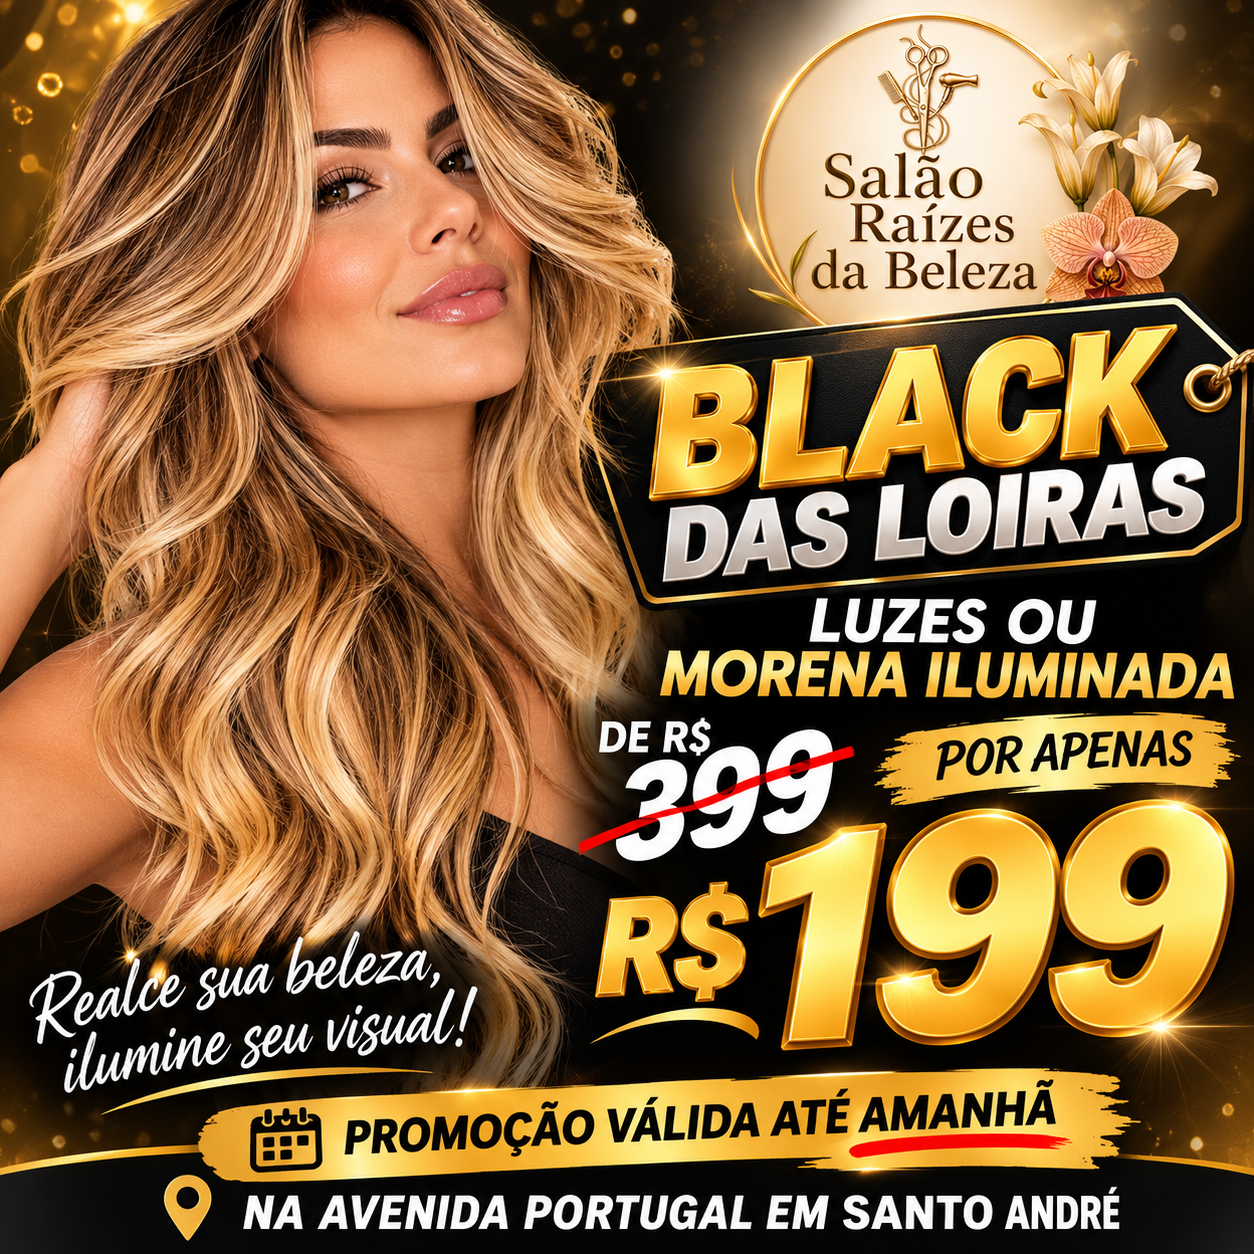 Salão
Raízes
da Beleza
BLACK
DAS LOIRAS
LUZES OU
MORENA ILUMINADA
DE R$
399
POR APENAS
R$199
Realce sua beleza,
ilumine seu visual!
PROMOÇÃO VÁLIDA ATÉ AMANHÃ
NA AVENIDA PORTUGAL EM SANTO ANDRÉ